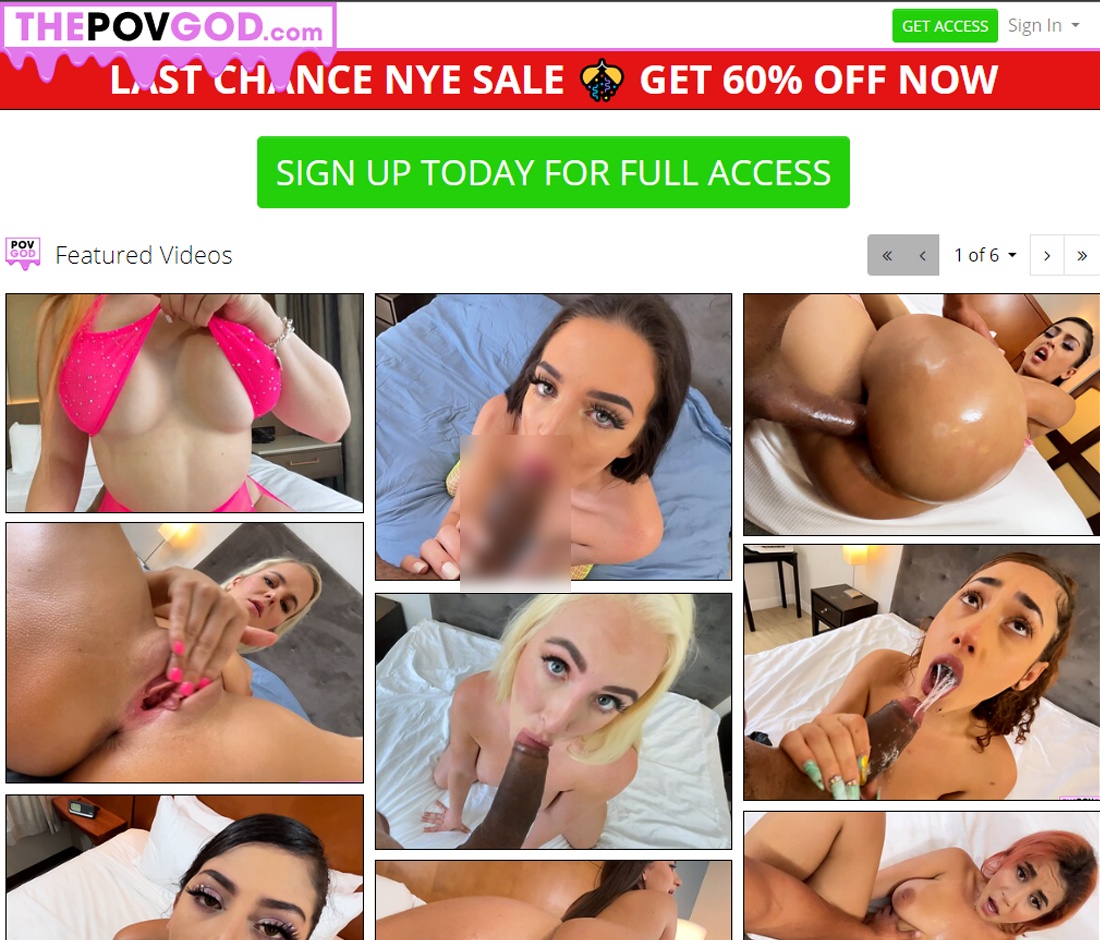 THEPOVGOD.com
GET ACCESS
Sign In
LAST CHANCE NYE SALE GET 60% OFF NOW
SIGN UP TODAY FOR FULL ACCESS
POV
GOD
Featured Videos
« ‹ 1 of 6 › »